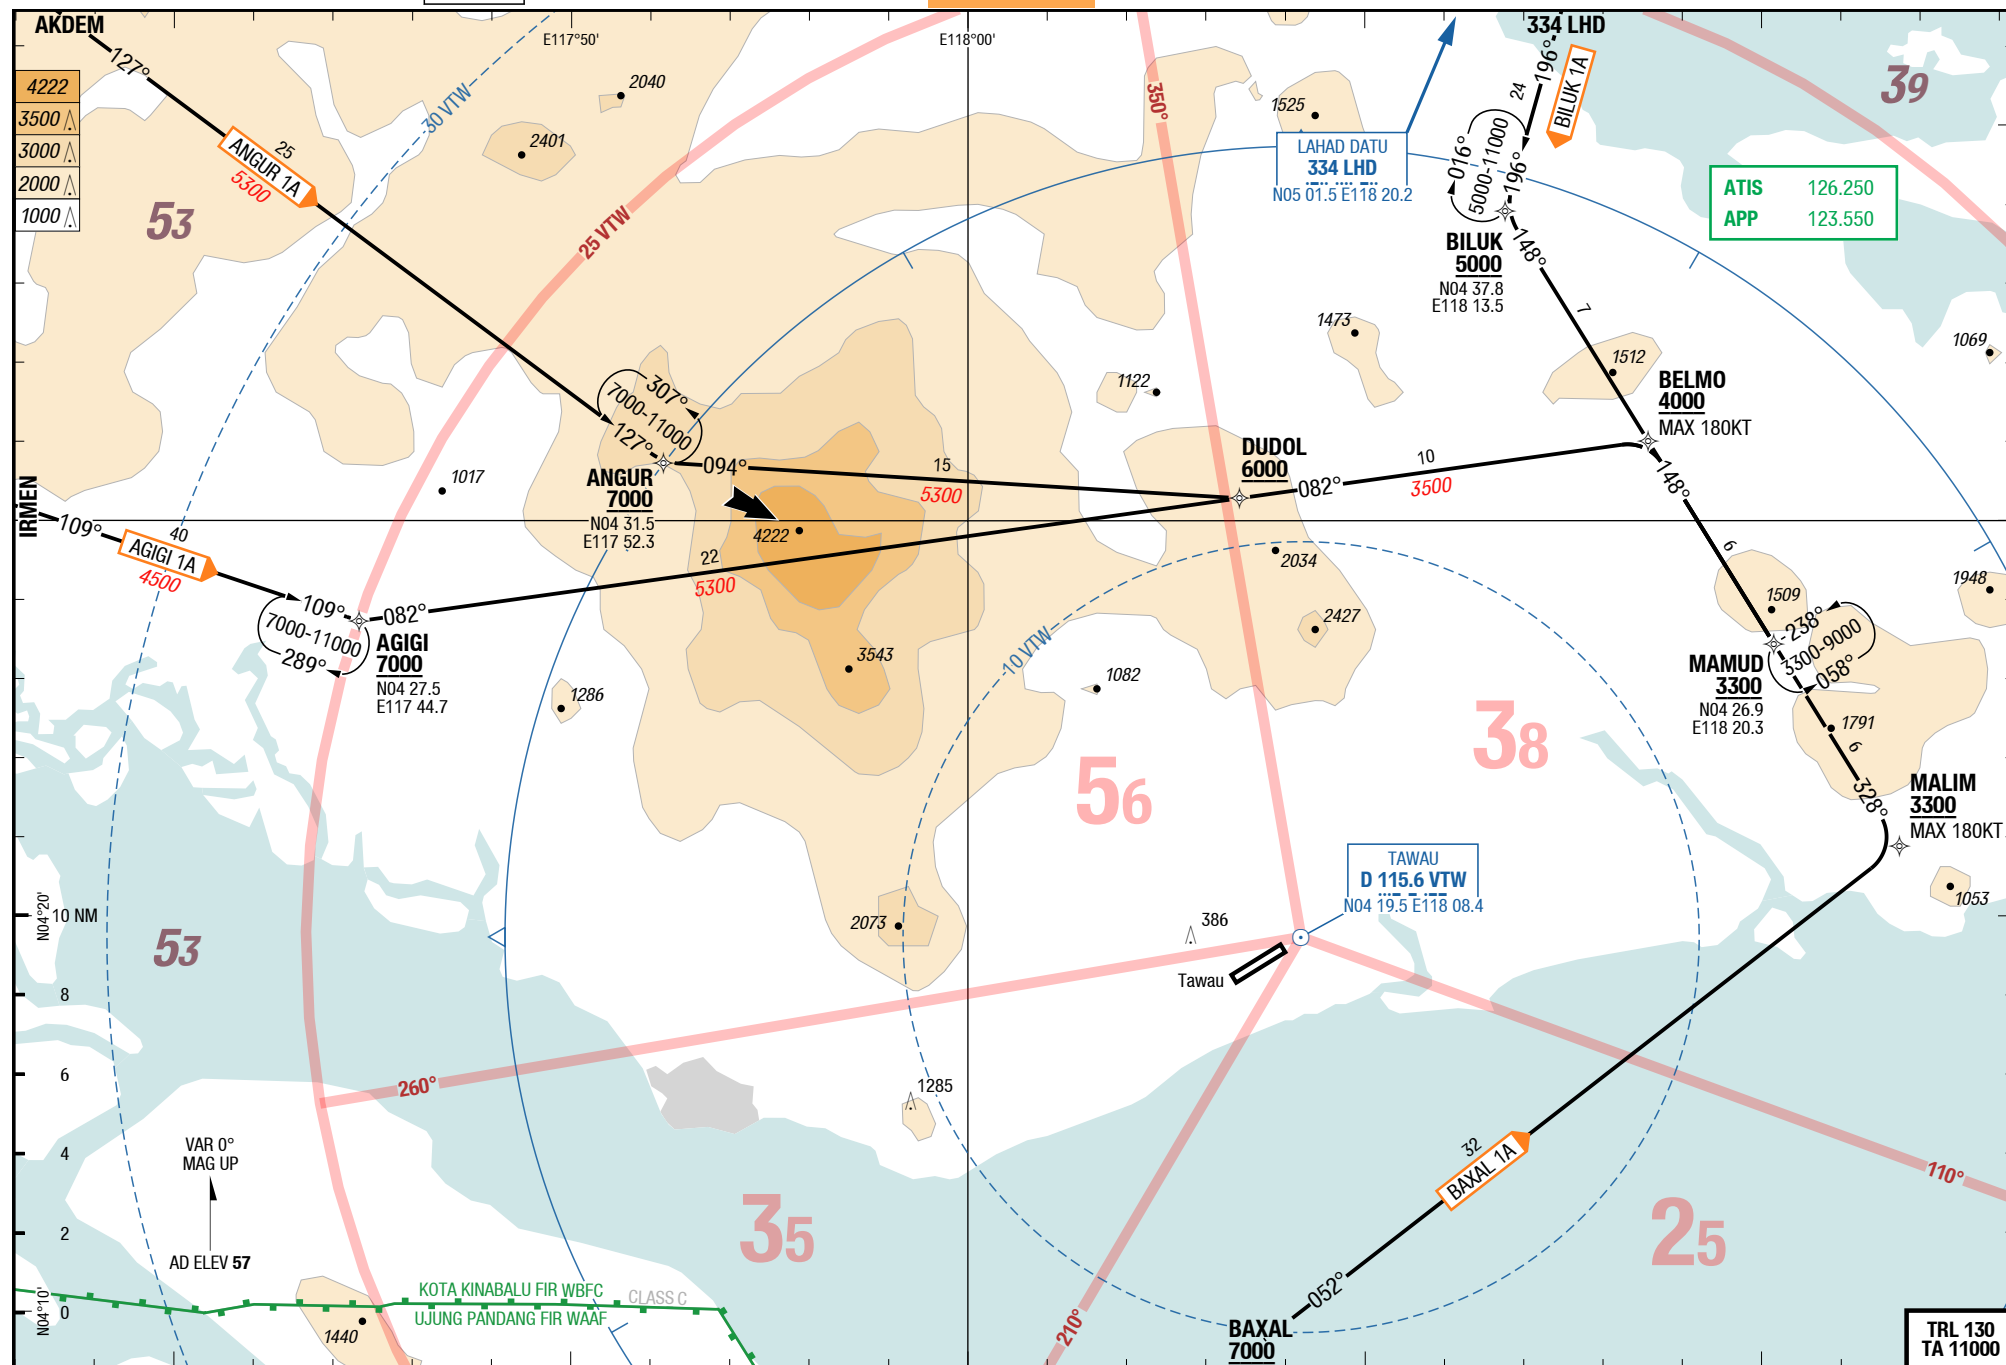 AKDEM
127°
4222
3500
3000
2000
1000
25
ANGUR 1A
5300
53
30 VTW
25 VTW
E117°50'
E118°00'
2040
2401
350°
1525
LAHAD DATU
334 LHD
N05 01.5 E118 20.2
334 LHD
196°
24
BILUK 1A
016°
5000-11000
196°
BILUK
5000
N04 37.8
E118 13.5
148°
7
39
ATIS 126.250
APP 123.550
1069
1473
1122
1512
BELMO
4000
MAX 180KT
307°
7000-11000
127°
ANGUR
7000
N04 31.5
E117 52.3
094°
15
5300
DUDOL
6000
082°
10
3500
148°
6
1017
IRMEN
109°
40
AGIGI 1A
4500
109°
7000-11000
289°
082°
AGIGI
7000
N04 27.5
E117 44.7
22
5300
4222
3543
1286
2034
2427
1082
10 VTW
1509
1948
238°
3300-9000
058°
MAMUD
3300
N04 26.9
E118 20.3
1791
6
328°
MALIM
3300
MAX 180KT
1053
56
38
TAWAU
D 115.6 VTW
N04 19.5 E118 08.4
2073
386
Tawau
N04°20'
10 NM
53
8
6
4
2
0
N04°10'
260°
1285
VAR 0°
MAG UP
AD ELEV 57
35
32
BAXAL 1A
052°
BAXAL
7000
110°
25
210°
KOTA KINABALU FIR WBFC
CLASS C
UJUNG PANDANG FIR WAAF
1440
TRL 130
TA 11000